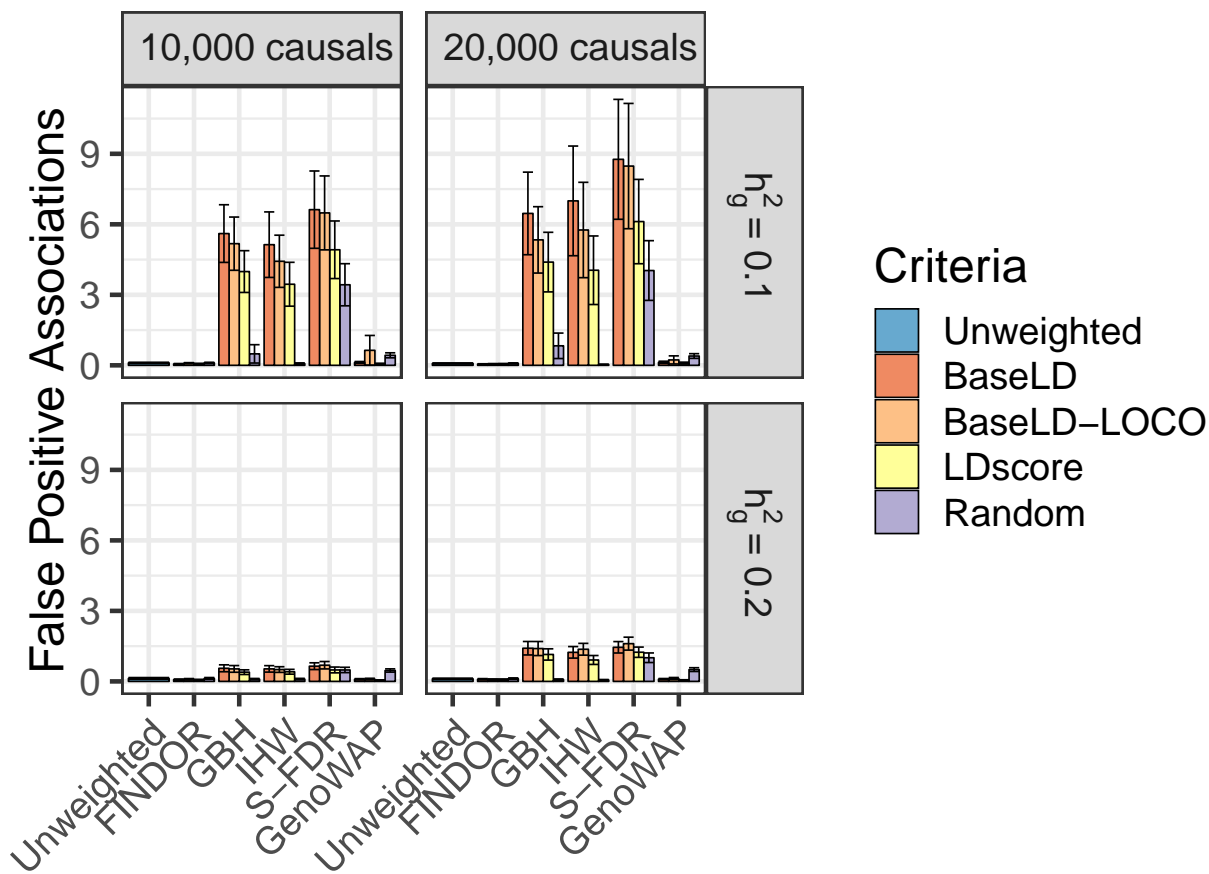 10,000 causals
20,000 causals
False Positive Associations
9
6
3
0
h²g = 0.1
9
6
3
0
h²g = 0.2
Unweighted
FINDOR
GBH
IHW
S−FDR
GenoWAP
Unweighted
FINDOR
GBH
IHW
S−FDR
GenoWAP
Criteria
Unweighted
BaseLD
BaseLD−LOCO
LDscore
Random